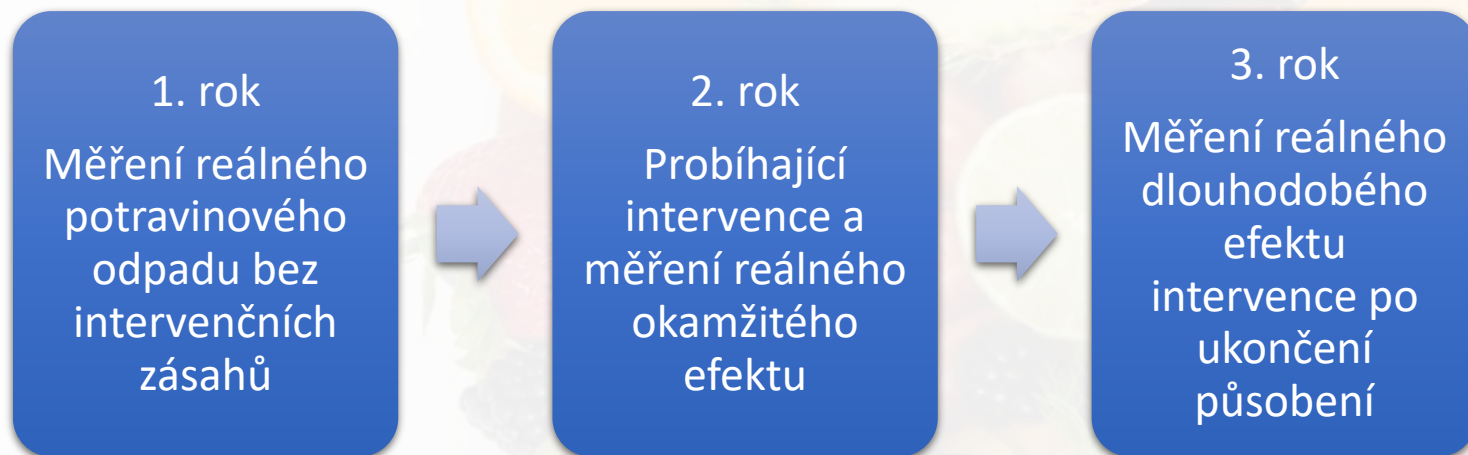 1. rok
Měření reálného
potravinového
odpadu bez
intervenčních
zásahů
2. rok
Probíhající
intervence a
měření reálného
okamžitého
efektu
3. rok
Měření reálného
dlouhodobého
efektu
intervence po
ukončení
působení